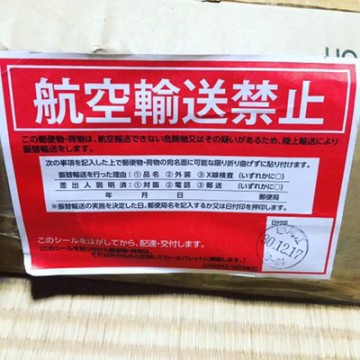 航空輸送禁止
この郵便物・荷物は、航空輸送できない危険物又はその疑いがあるため、陸上輸送により
振替輸送をします。
次の事項を記入した上で郵便物・荷物の宛名面に可能な限り折り曲げずに貼り付けます。
振替輸送を行った理由：①品名 ②外装 ③X線検査（いずれかに○）
差出人説明済：①対面 ②電話 ③郵送 （いずれかに○）
年 月 日 郵便局
※振替輸送の実施を決定した日、郵便局名を記入するか又は日付印を押印します。
日付印
30.12.17
このシールをはがしてから、配達・交付します。